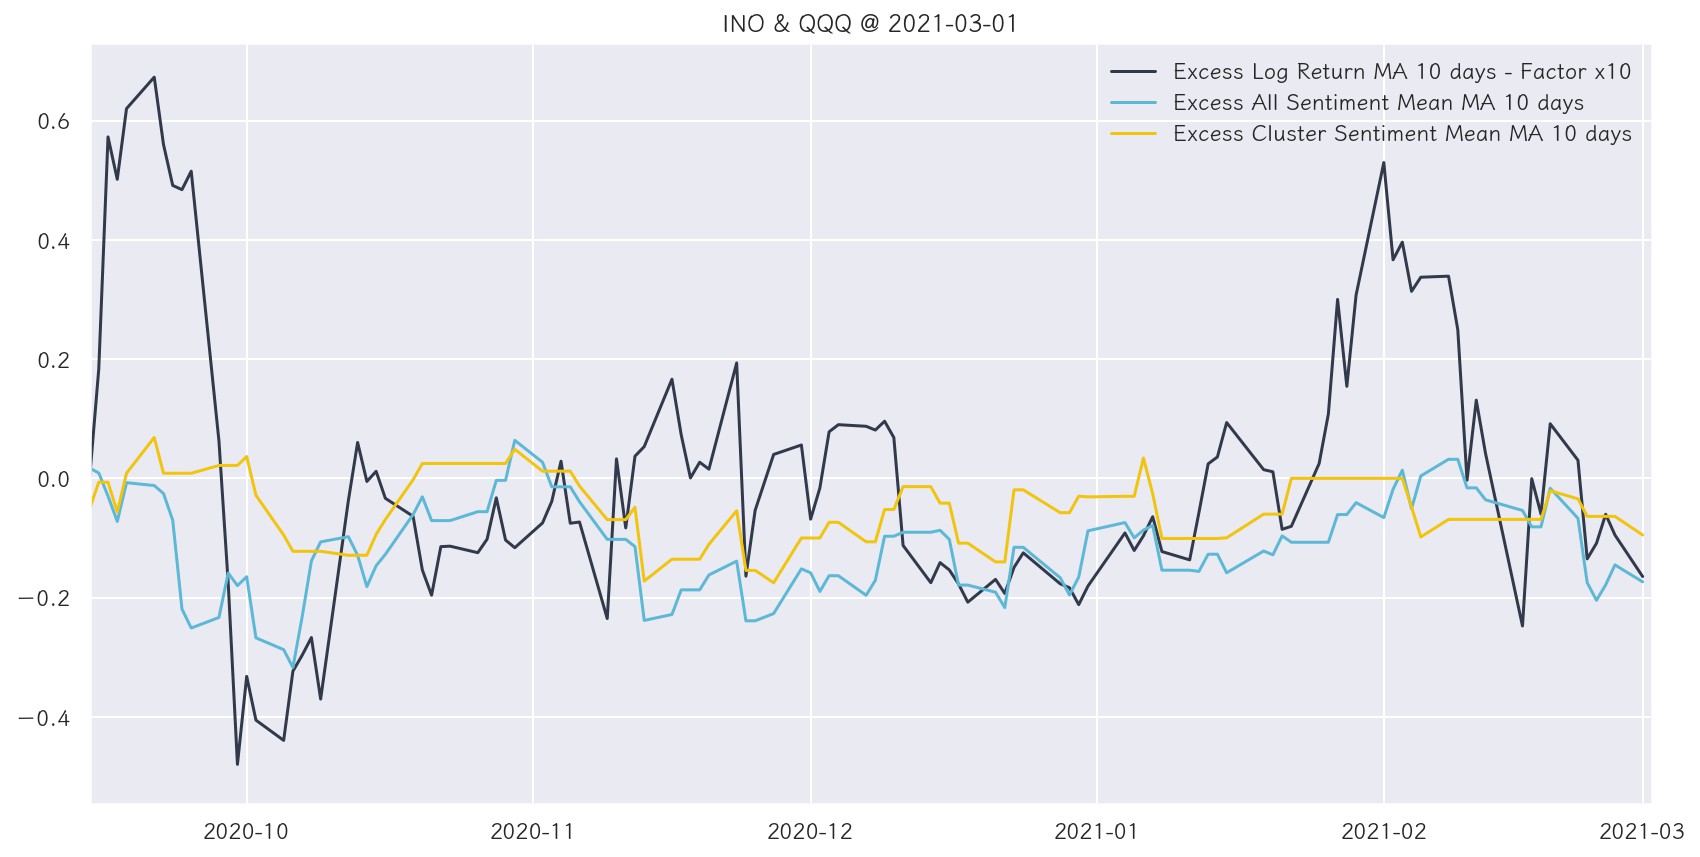 INO & QQQ @ 2021-03-01
Excess Log Return MA 10 days - Factor x10
Excess All Sentiment Mean MA 10 days
Excess Cluster Sentiment Mean MA 10 days
0.6
0.4
0.2
0.0
−0.2
−0.4
2020-10 2020-11 2020-12 2021-01 2021-02 2021-03